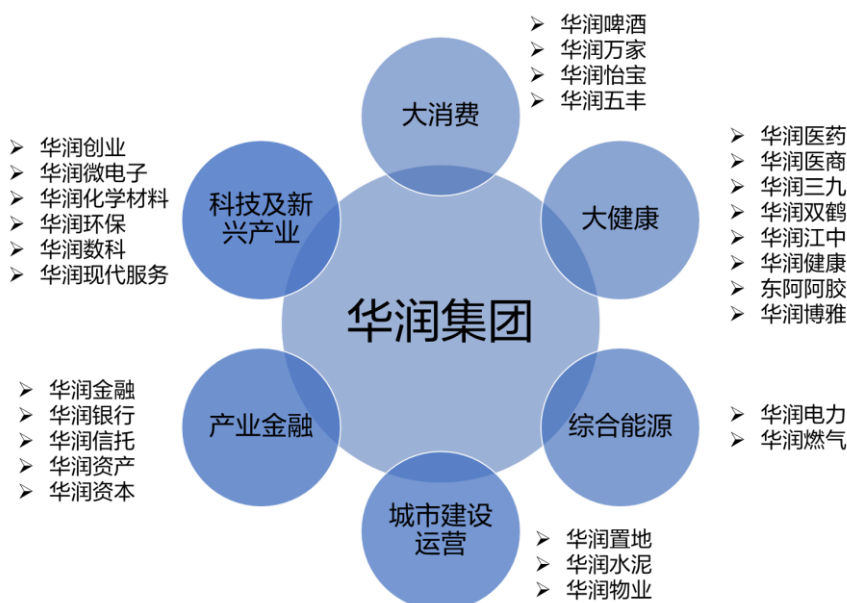 华润啤酒
华润万家
华润怡宝
华润五丰
大消费
华润创业
华润微电子
华润化学材料
华润环保
华润数科
华润现代服务
科技及新
兴产业
大健康
华润医药
华润医商
华润三九
华润双鹤
华润江中
华润健康
东阿阿胶
华润博雅
华润集团
华润金融
华润银行
华润信托
华润资产
华润资本
产业金融
综合能源
华润电力
华润燃气
城市建设
运营
华润置地
华润水泥
华润物业